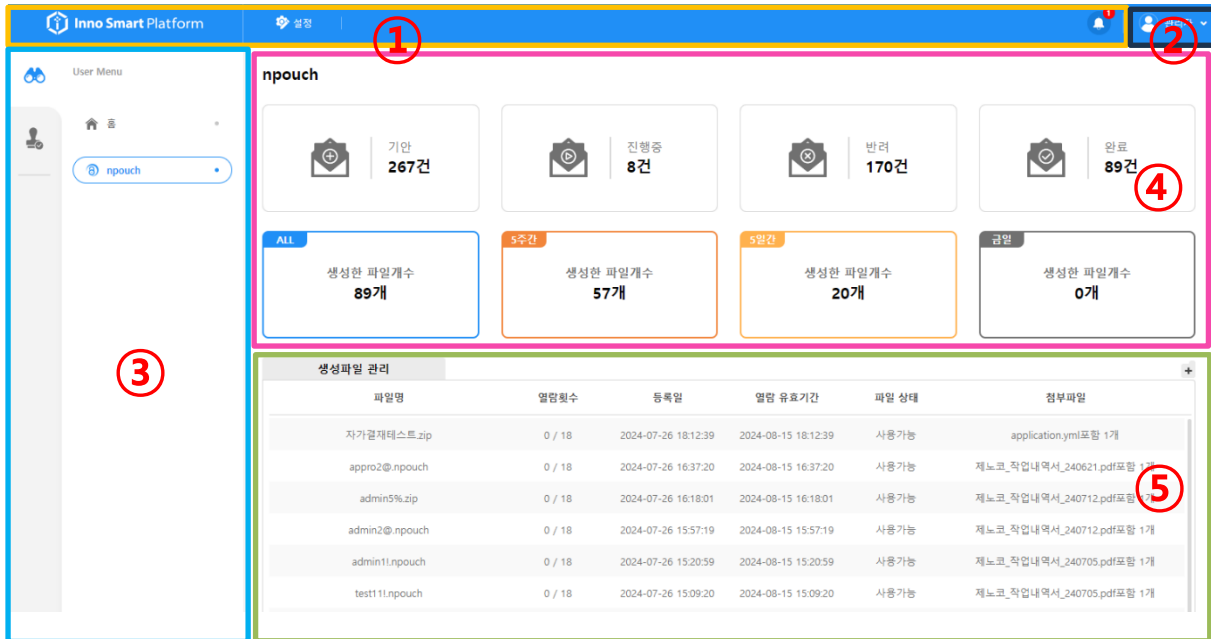 Inno Smart Platform 설정 1 관리자
①
②
User Menu
홈
npouch
③
npouch
기안
267건
진행중
8건
반려
170건
완료
89건
④
ALL
생성한 파일개수
89개
5주간
생성한 파일개수
57개
5일간
생성한 파일개수
20개
금일
생성한 파일개수
0개
생성파일 관리 +
파일명 열람횟수 등록일 열람 유효기간 파일 상태 첨부파일
자가결재테스트.zip 0 / 18 2024-07-26 18:12:39 2024-08-15 18:12:39 사용가능 application.yml포함 1개
appro2@.npouch 0 / 18 2024-07-26 16:37:20 2024-08-15 16:37:20 사용가능 제노코_작업내역서_240621.pdf포함 1개
admin5%.zip 0 / 18 2024-07-26 16:18:01 2024-08-15 16:18:01 사용가능 제노코_작업내역서_240712.pdf포함 1개
⑤
admin2@.npouch 0 / 18 2024-07-26 15:57:19 2024-08-15 15:57:19 사용가능 제노코_작업내역서_240712.pdf포함 1개
admin1!.npouch 0 / 18 2024-07-26 15:20:59 2024-08-15 15:20:59 사용가능 제노코_작업내역서_240705.pdf포함 1개
test11!.npouch 0 / 18 2024-07-26 15:09:20 2024-08-15 15:09:20 사용가능 제노코_작업내역서_240705.pdf포함 1개